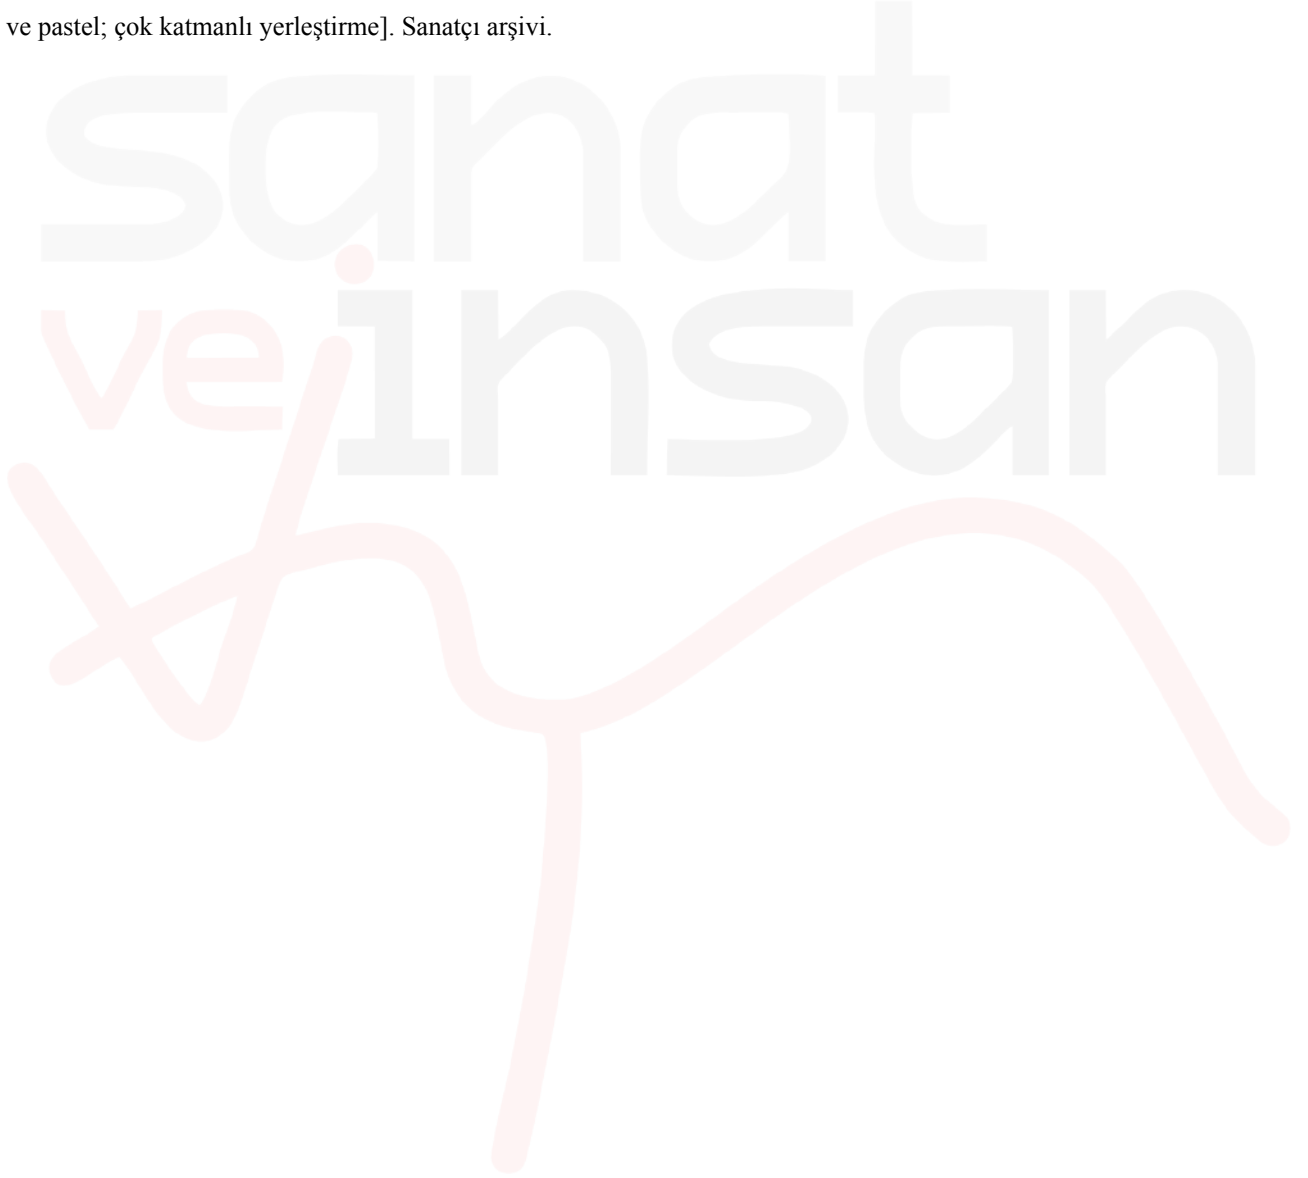 ve pastel; çok katmanlı yerleştirme]. Sanatçı arşivi.
sanat
ve insan